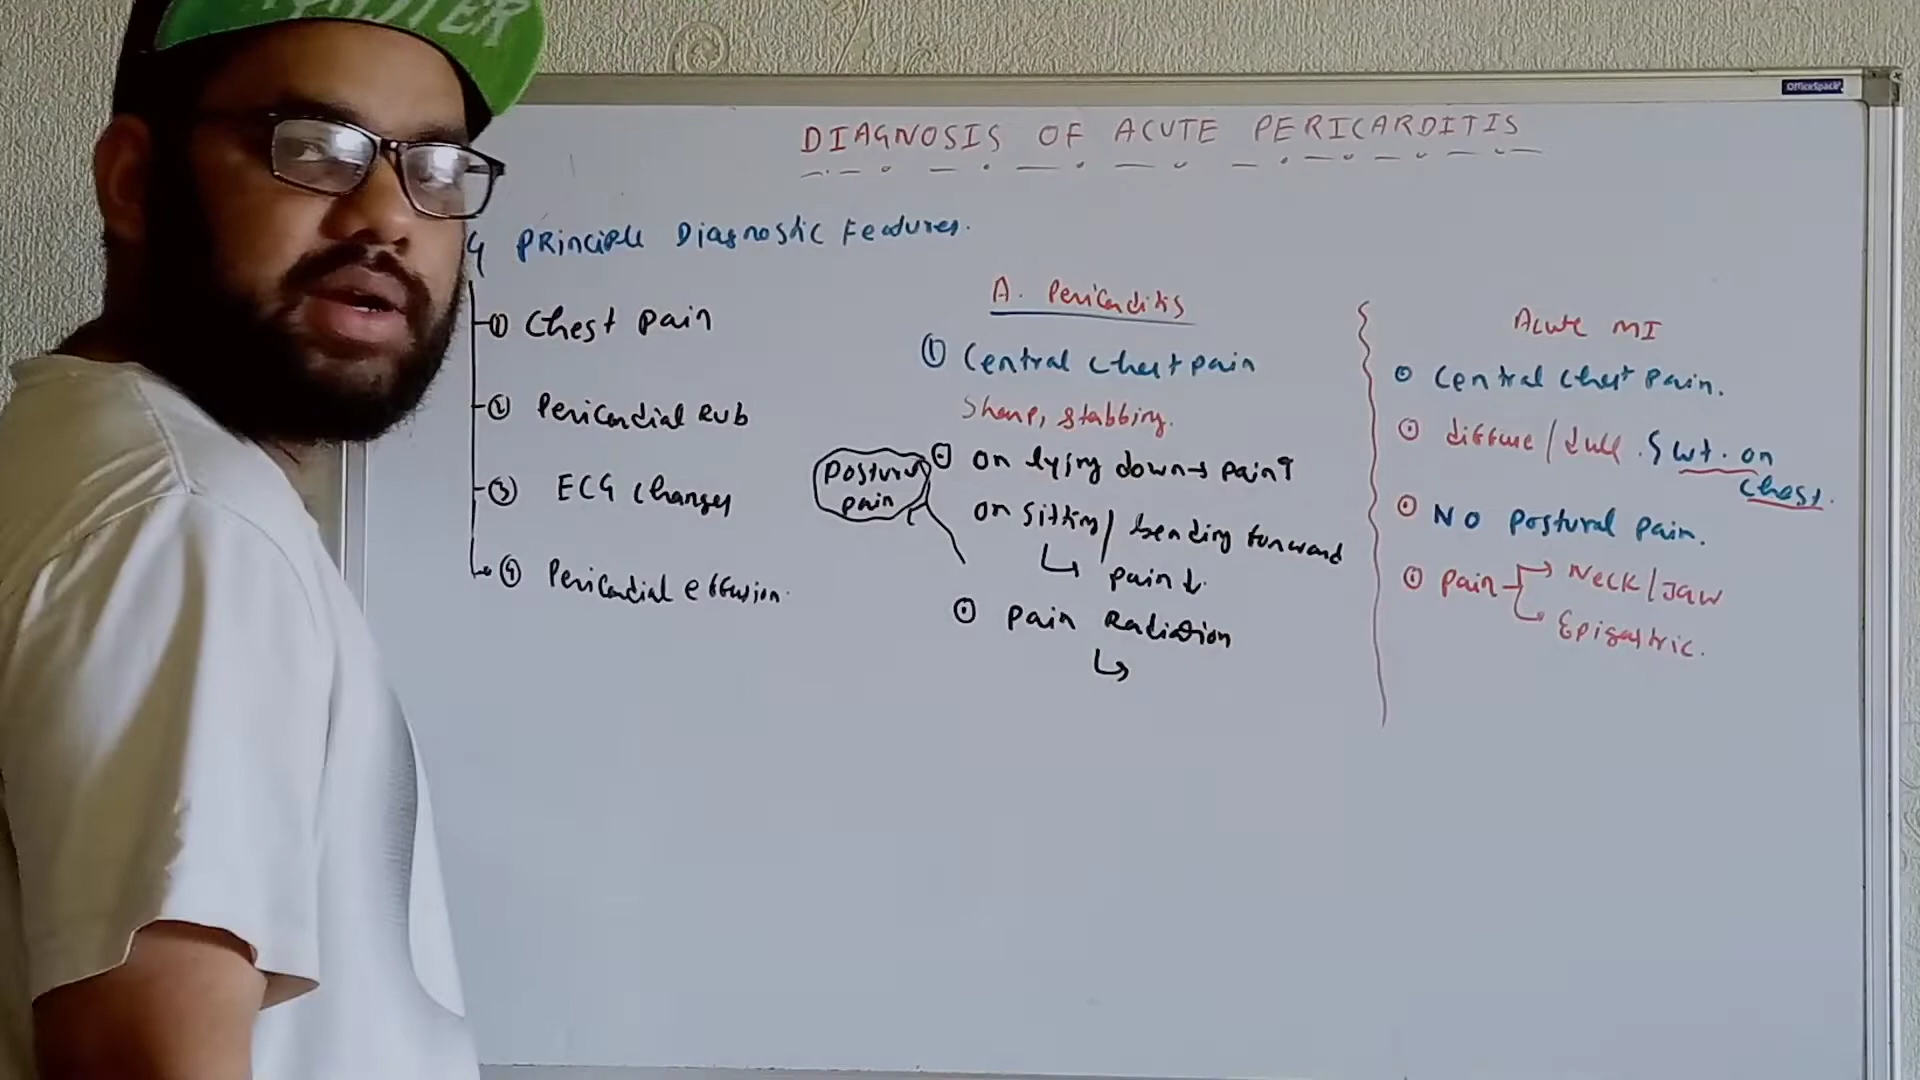 OfficeSpace
DIAGNOSIS OF ACUTE PERICARDITIS
4 PRinciple Diagnostic Features.
① Chest pain
② Pericardial Rub
③ ECG changes
④ Pericardial effusion.
A. Pericarditis
① Central chest pain
Sharp, stabbing.
Postural
pain
on lying down → pain↑
on sitting / bending forward
↳ pain ↓.
pain Radiation
↳
Acute MI
Central chest pain.
diffuse / dull. { wt. on
chest.
NO postural pain.
pain → Neck / Jaw
Epigastric.